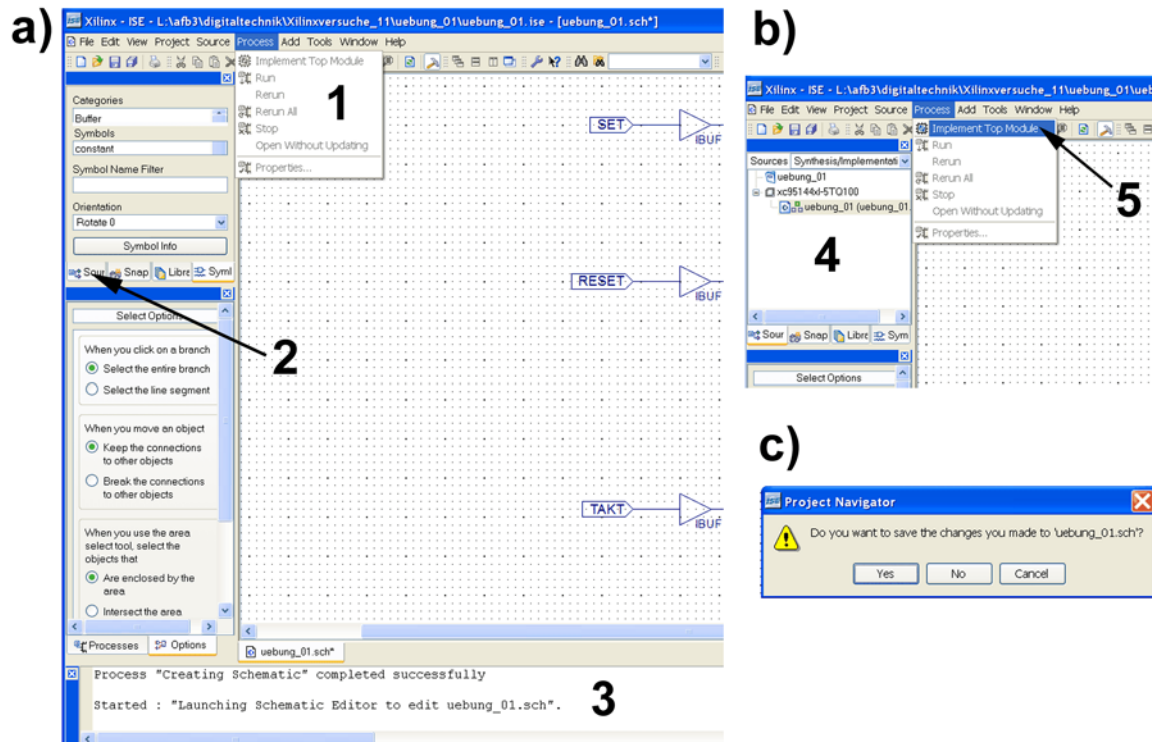 a)
Xilinx - ISE - L:\afb3\digitaltechnik\Xilinxversuche_11\uebung_01\uebung_01.ise - [uebung_01.sch*]
File Edit View Project Source Process Add Tools Window Help
Implement Top Module
Run
Rerun
Rerun All
Stop
Open Without Updating
Properties...
1
Categories
Buffer
Symbols
constant
Symbol Name Filter
Orientation
Rotate 0
Symbol Info
Sour Snap Libre Syml
2
Select Options
When you click on a branch
Select the entire branch
Select the line segment
When you move an object
Keep the connections
to other objects
Break the connections
to other objects
When you use the area
select tool, select the
objects that
Are enclosed by the
area
Intersect the area
Processes Options
SET
IBUF
RESET
IBUF
TAKT
IBUF
uebung_01.sch*
Process "Creating Schematic" completed successfully
Started : "Launching Schematic Editor to edit uebung_01.sch".
3
b)
Xilinx - ISE - L:\afb3\digitaltechnik\Xilinxversuche_11\uebung_01\ueb
File Edit View Project Source Process Add Tools Window Help
Implement Top Module
Run
Rerun
Rerun All
Stop
Open Without Updating
Properties...
5
Sources Synthesis/Implementati
uebung_01
xc95144xl-5TQ100
uebung_01 (uebung_01.
4
Sour Snap Libre Sym
Select Options
c)
Project Navigator
Do you want to save the changes you made to 'uebung_01.sch'?
Yes No Cancel